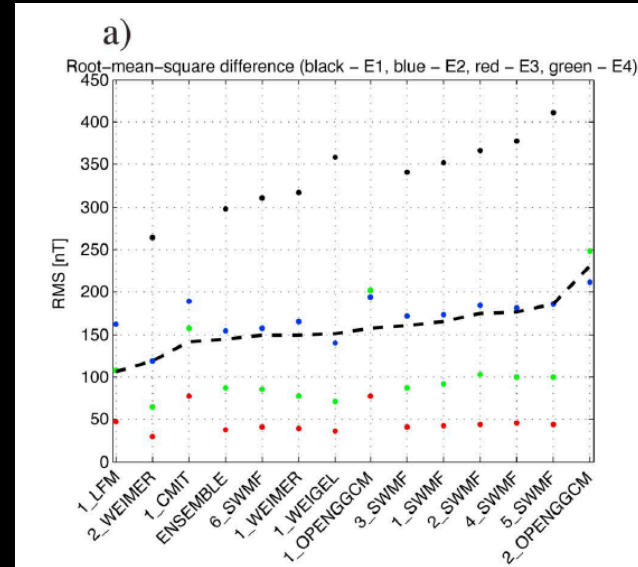 a)
Root-mean-square difference (black - E1, blue - E2, red - E3, green - E4)
450
400
350
300
250
200
150
100
50
0
RMS [nT]
1_LFM
2_WEIMER
1_CMIT
ENSEMBLE
6_SWMF
1_WEIMER
1_WEIGEL
1_OPENGGCM
3_SWMF
1_SWMF
2_SWMF
4_SWMF
5_SWMF
2_OPENGGCM